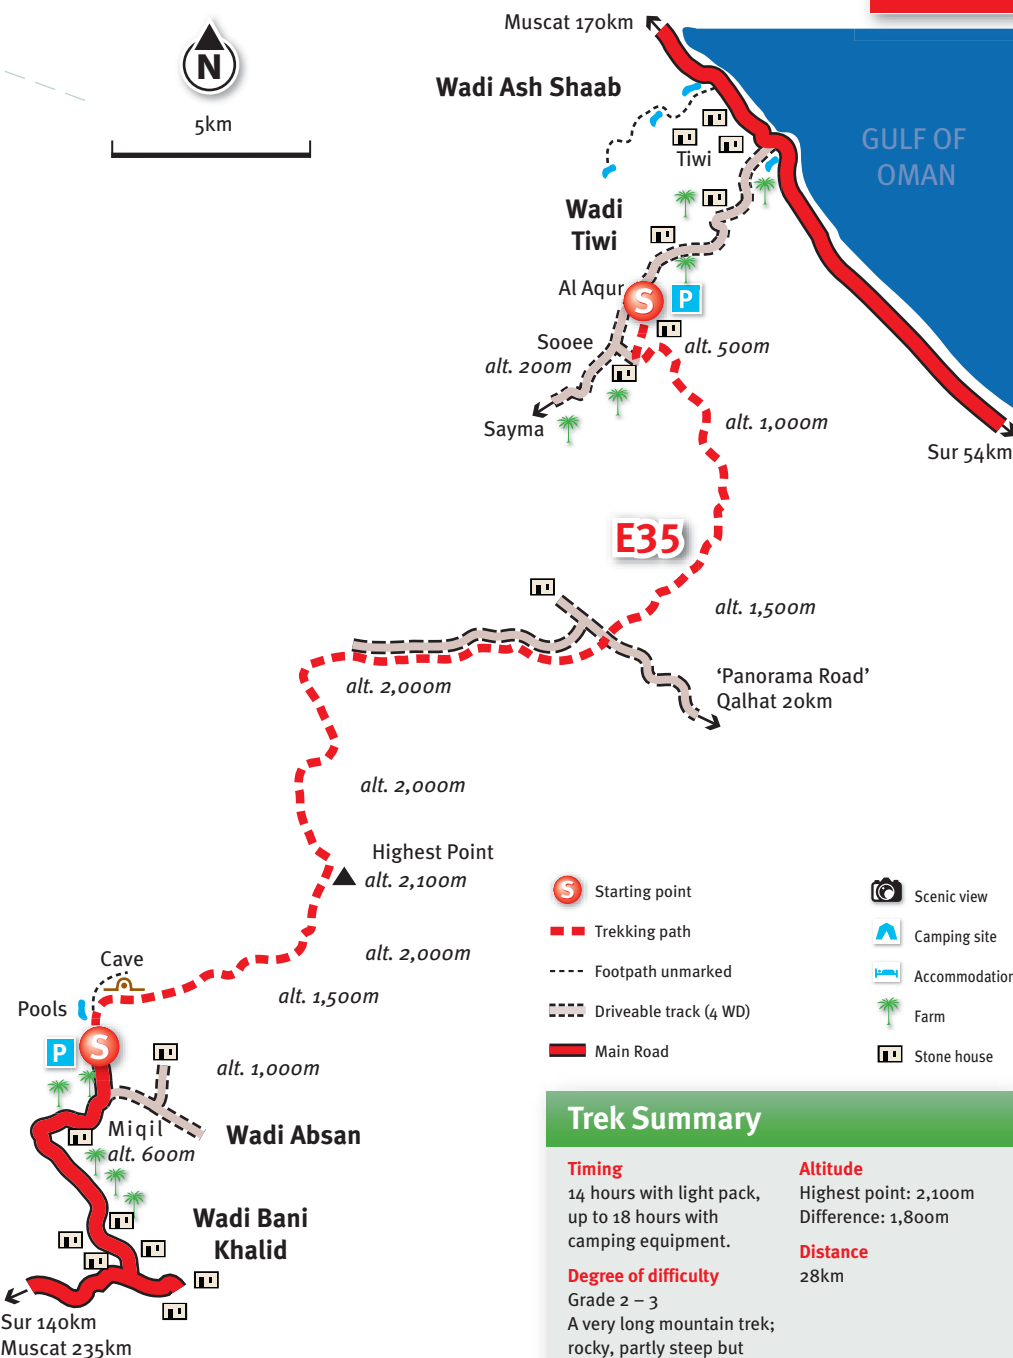 Muscat 170km
N
Wadi Ash Shaab
5km
GULF OF
OMAN
Tiwi
Wadi
Tiwi
Al Aqur
S
P
Sooee
alt. 200m
alt. 500m
Sayma
alt. 1,000m
Sur 54km
E35
alt. 1,500m
alt. 2,000m
'Panorama Road'
Qalhat 20km
alt. 2,000m
Highest Point
alt. 2,100m
alt. 2,000m
Cave
alt. 1,500m
Pools
P
S
alt. 1,000m
Miqil
alt. 600m
Wadi Absan
Wadi Bani
Khalid
Sur 140km
Muscat 235km
S Starting point
Trekking path
Footpath unmarked
Driveable track (4 WD)
Main Road
Scenic view
Camping site
Accommodation
Farm
Stone house
Trek Summary
Timing
14 hours with light pack,
up to 18 hours with
camping equipment.
Degree of difficulty
Grade 2 – 3
A very long mountain trek;
rocky, partly steep but
Altitude
Highest point: 2,100m
Difference: 1,800m
Distance
28km